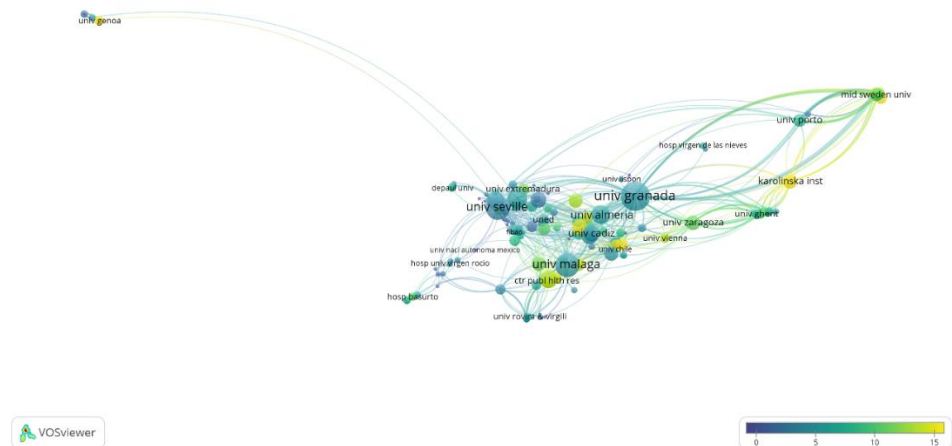 univ genoa
mid sweden univ
univ porto
hosp virgen de las nieves
univ lisbon
karolinska inst
depaul univ
univ extremadura
univ granada
univ seville
univ almeria
univ ghent
uned
univ zaragoza
fibao
univ cadiz
univ vienna
univ nacl autonoma mexico
univ chile
hosp univ virgen rocio
univ malaga
ctr publ hlth res
hosp basurto
univ rovira & virgili
VOSviewer
0 5 10 15